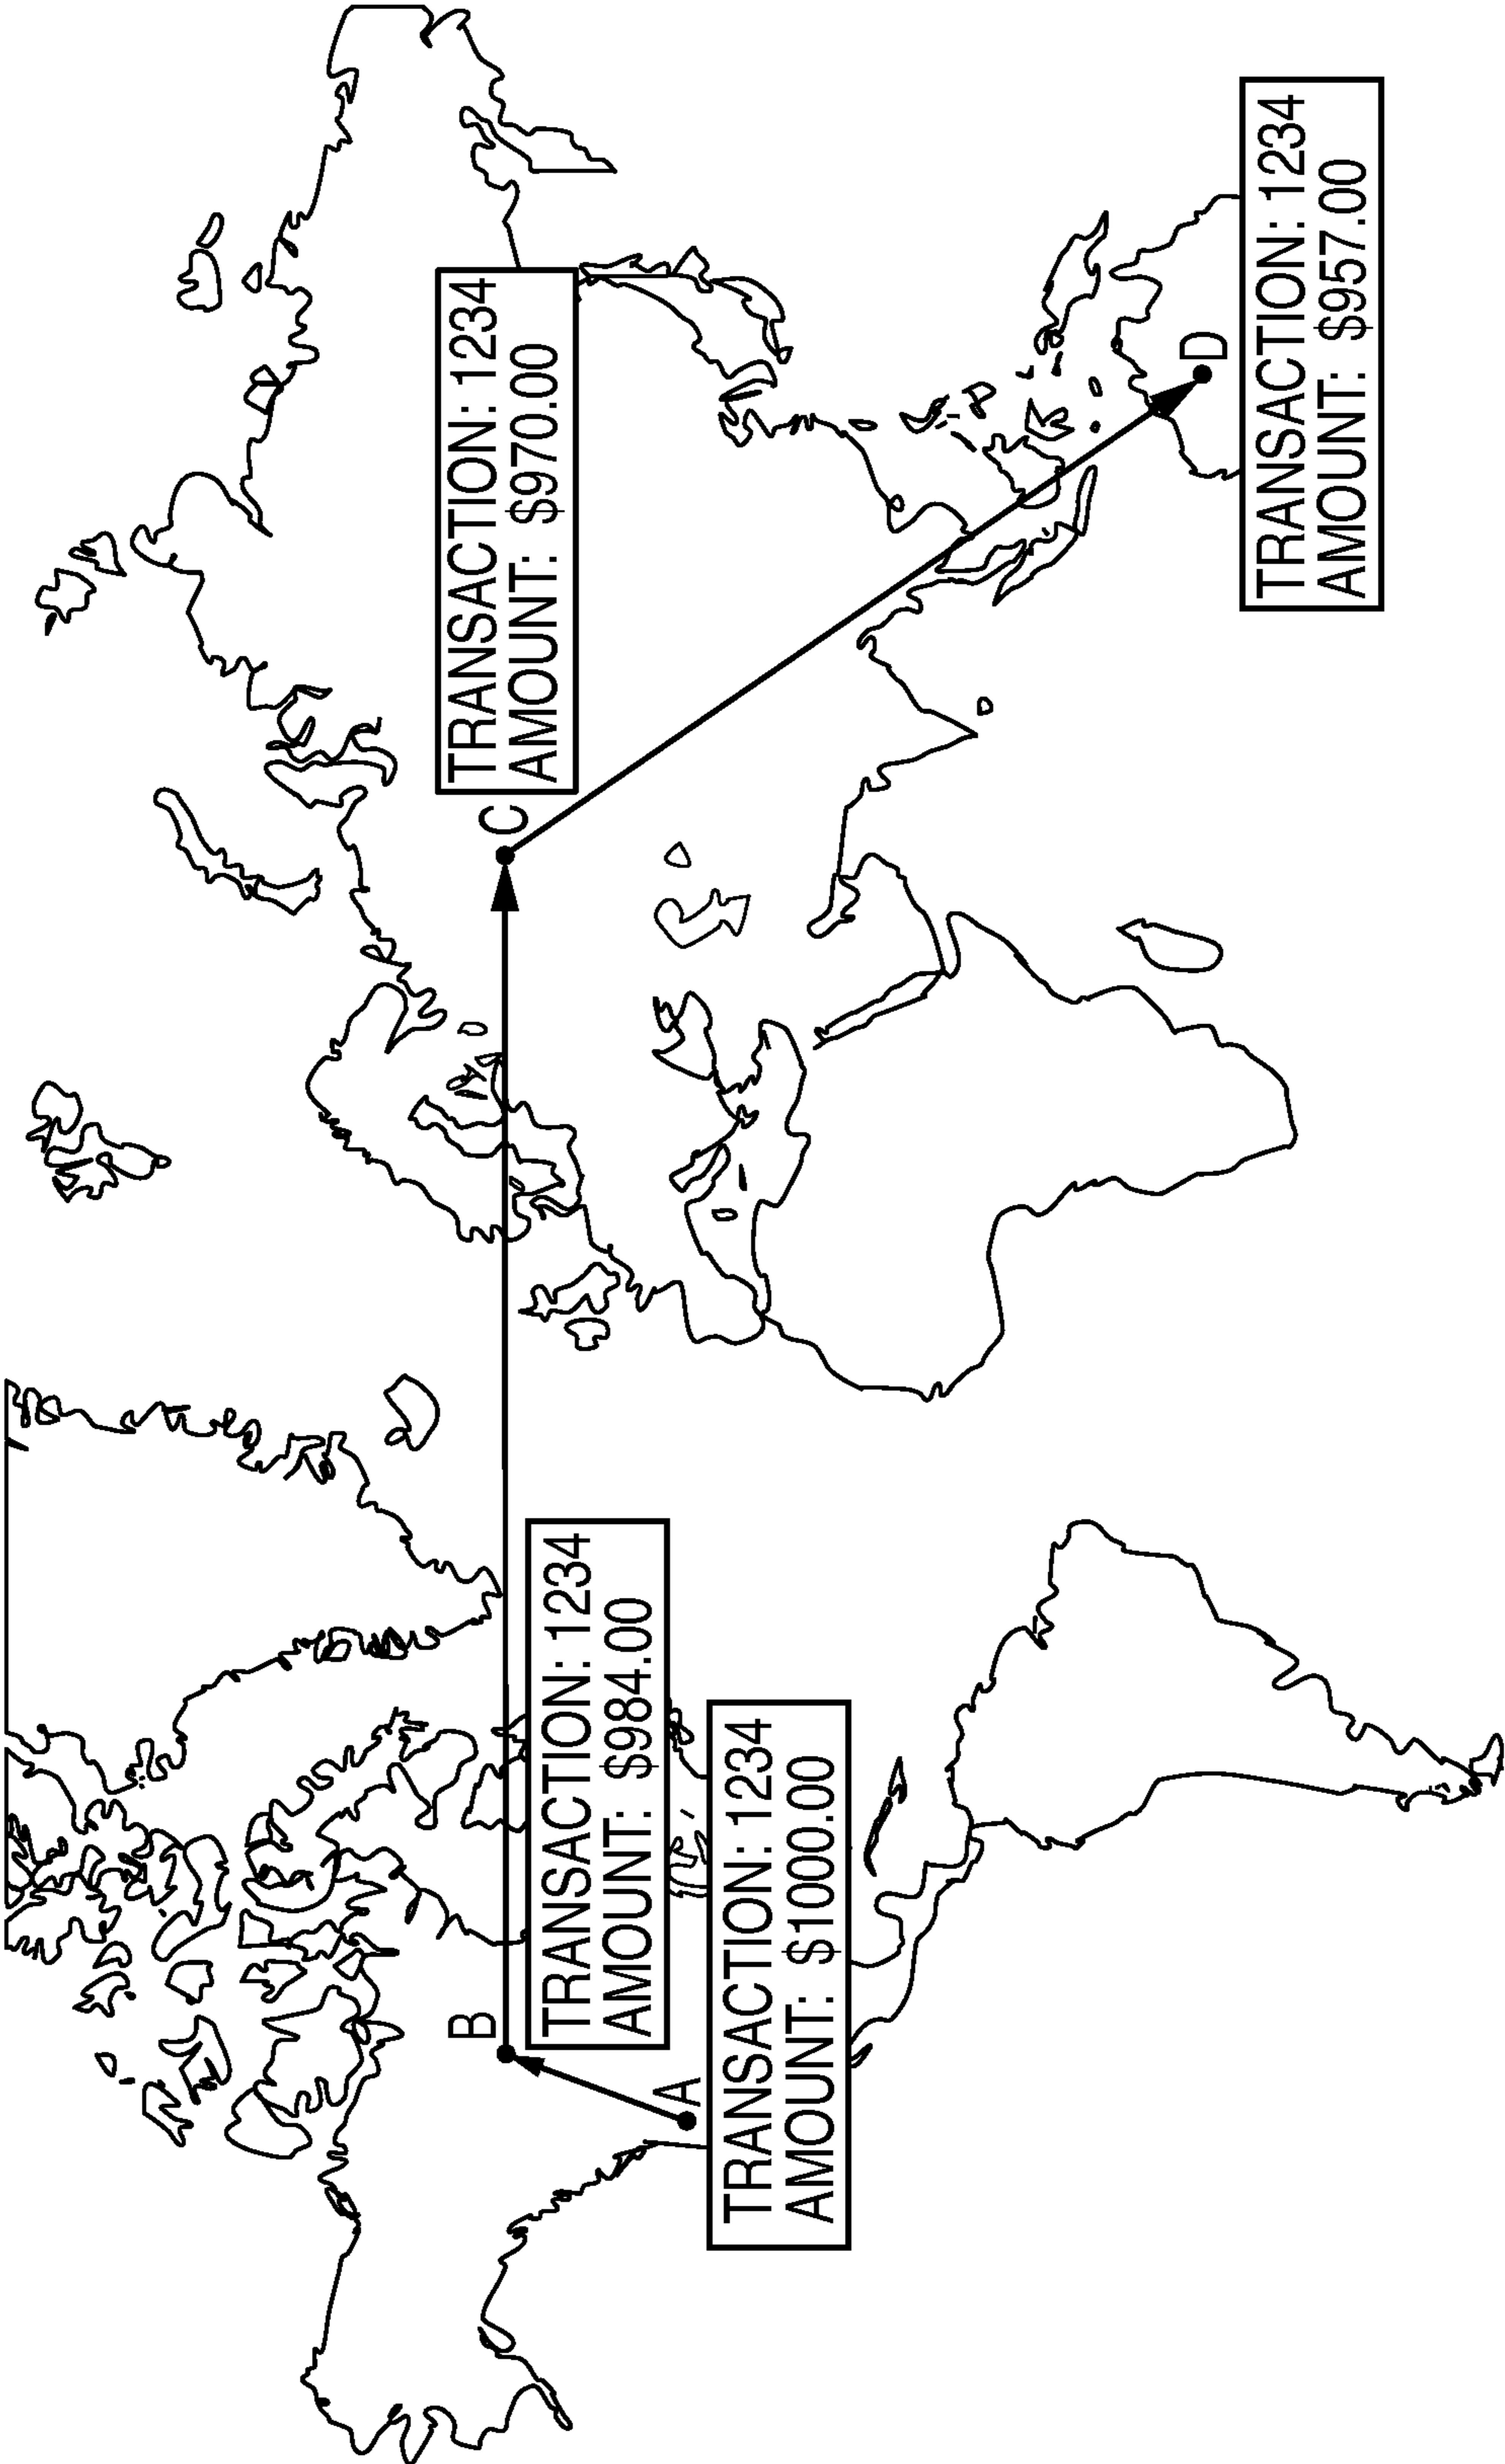 C
TRANSACTION: 1234
AMOUNT: $970.00
B
TRANSACTION: 1234
AMOUNT: $984.00
A
TRANSACTION: 1234
AMOUNT: $1000.00
D
TRANSACTION: 1234
AMOUNT: $957.00